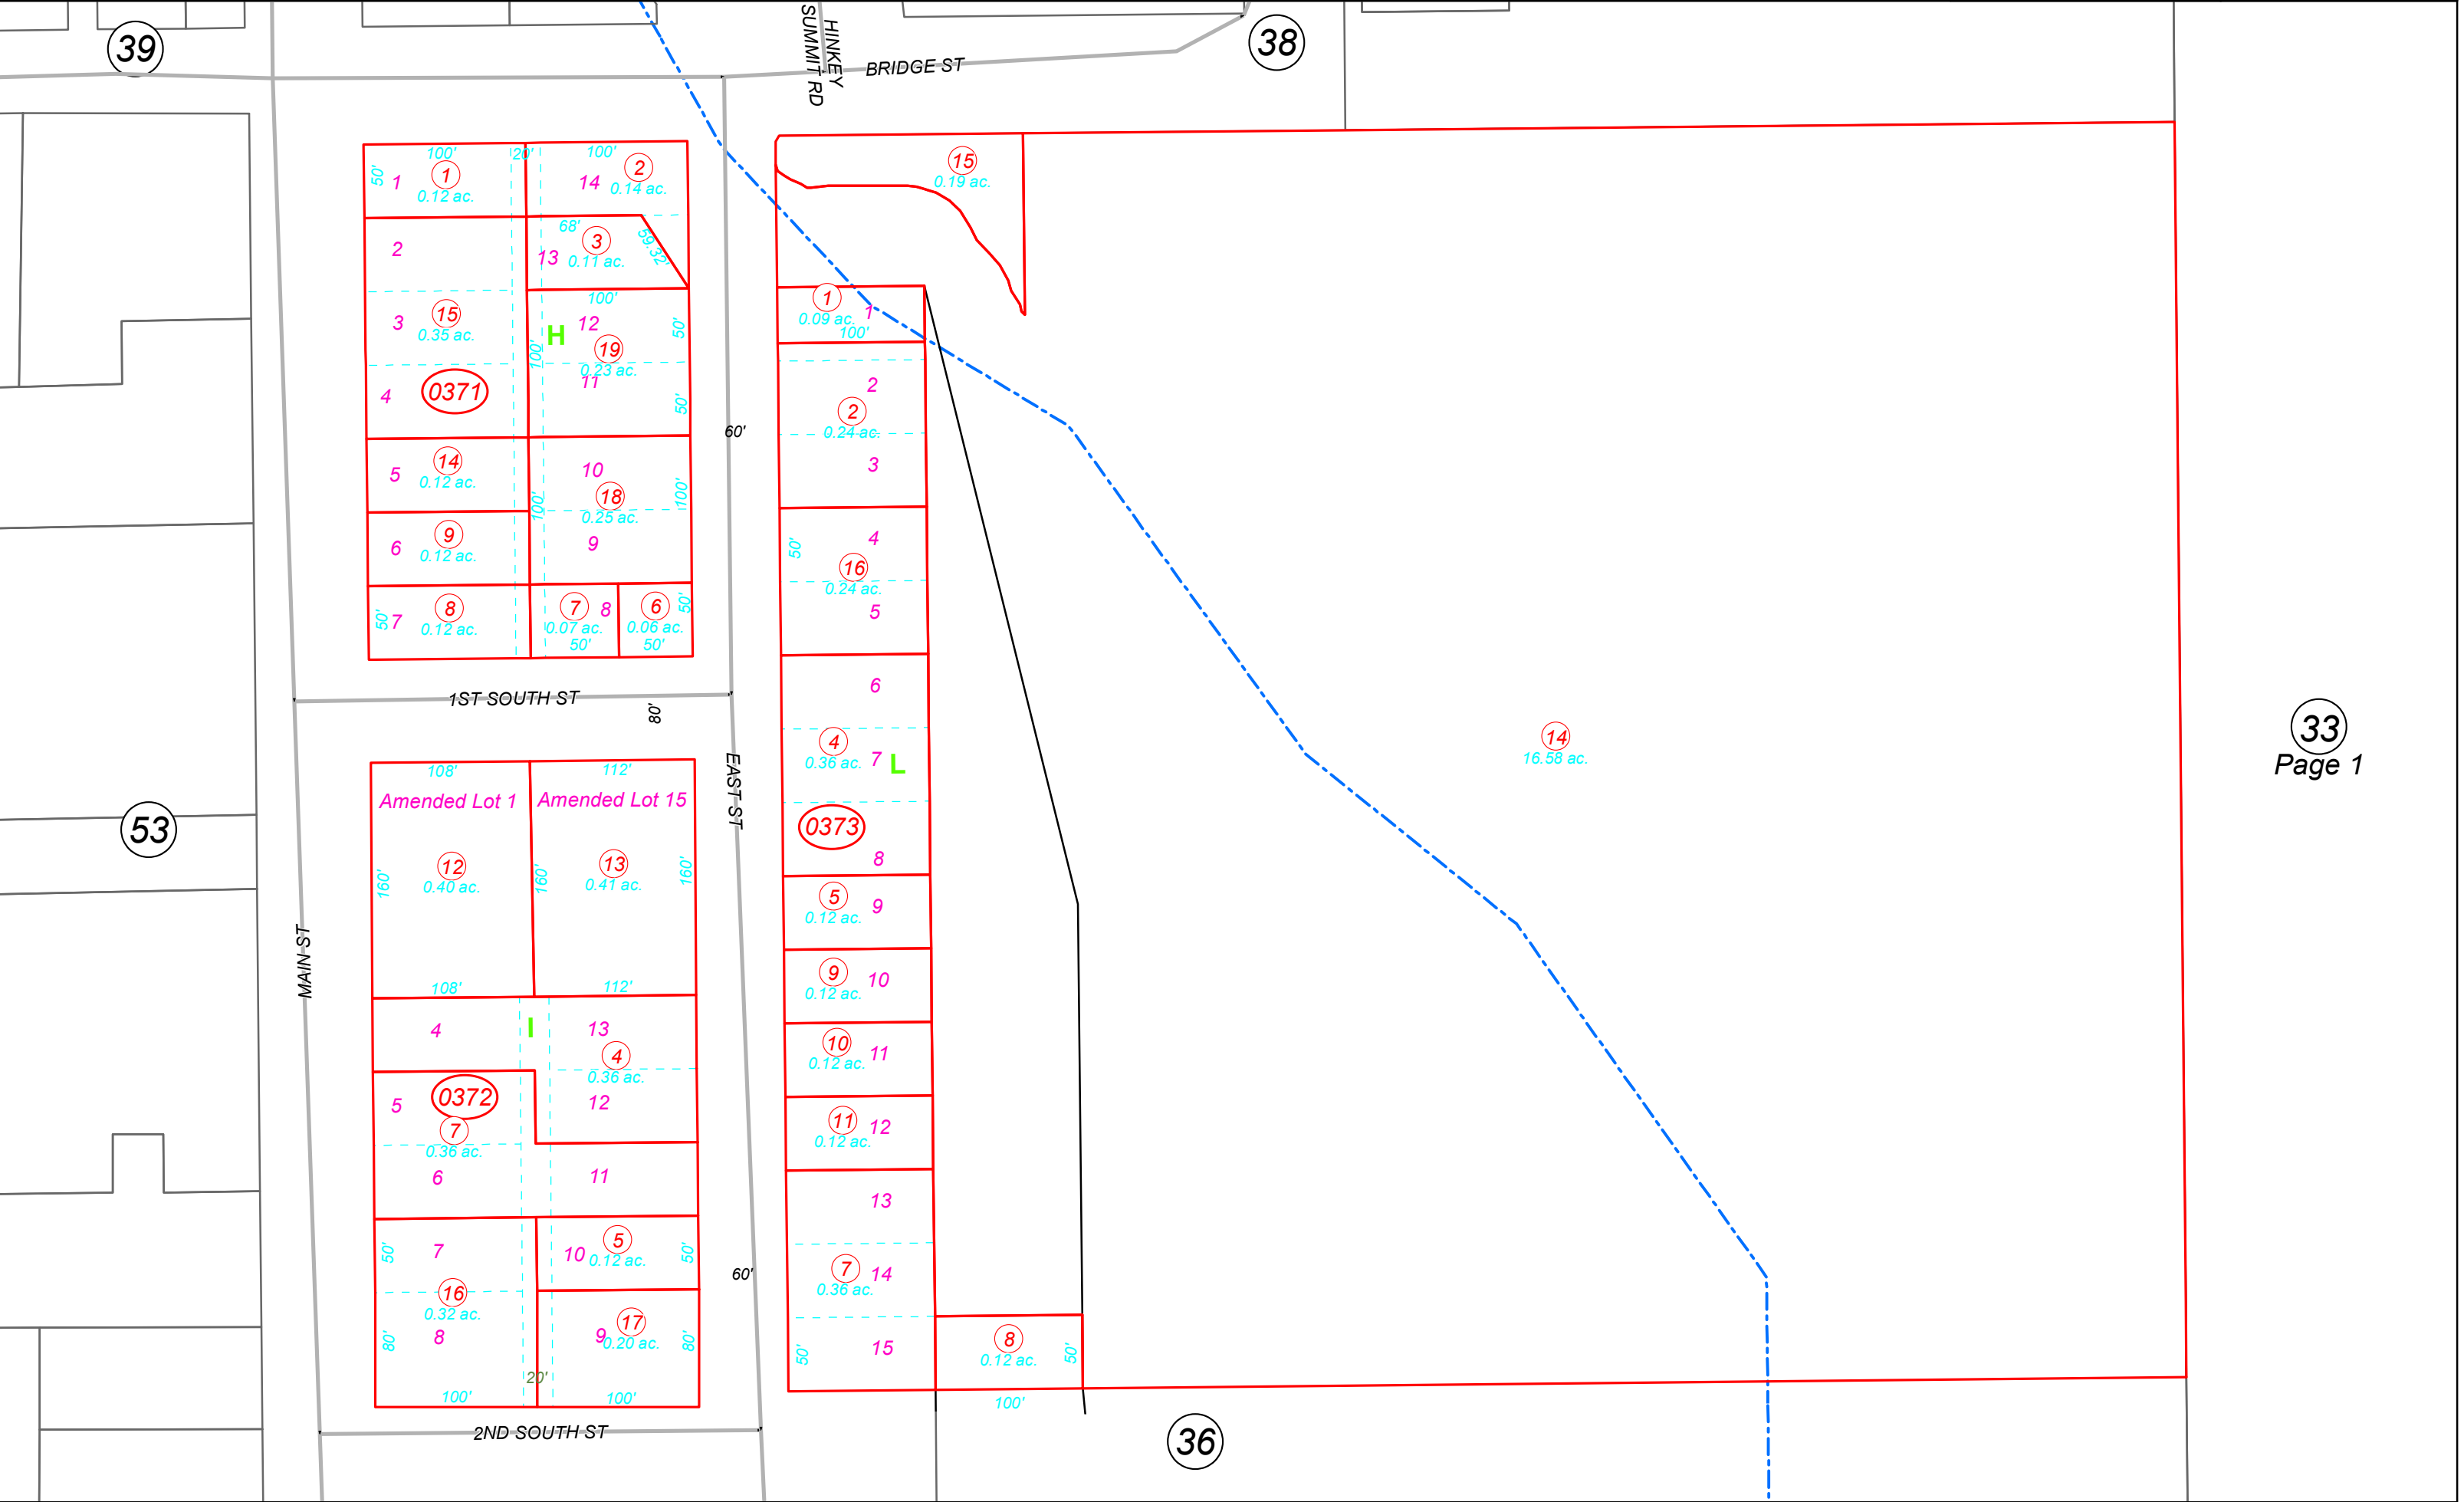 39
HINKEY
SUMMIT RD
BRIDGE ST
38
100'
20'
100'
50'
1
1
0.12 ac.
14
2
0.14 ac.
15
0.19 ac.
2
68'
13
3
0.11 ac.
59.32'
3
15
0.35 ac.
H
100'
12
50'
100'
19
0.23 ac.
11
50'
4
0371
1
0.09 ac.
1
100'
60'
2
2
0.24 ac.
3
5
14
0.12 ac.
10
100'
18
0.25 ac.
100'
9
6
9
0.12 ac.
50'
4
16
0.24 ac.
5
50'
7
8
0.12 ac.
7
0.07 ac.
50'
8
6
0.06 ac.
50'
50'
1ST SOUTH ST
80'
6
4
0.36 ac.
7
L
0373
8
EAST ST
14
16.58 ac.
33
Page 1
53
108'
112'
Amended Lot 1
Amended Lot 15
160'
12
0.40 ac.
160'
13
0.41 ac.
160'
108'
112'
MAIN ST
5
0.12 ac.
9
9
0.12 ac.
10
10
0.12 ac.
11
11
0.12 ac.
12
4
I
13
4
0.36 ac.
12
5
0372
7
0.36 ac.
6
11
13
7
0.36 ac.
14
50'
15
50'
7
10
5
0.12 ac.
50'
60'
16
0.32 ac.
80'
8
9
17
0.20 ac.
80'
20'
100'
100'
8
0.12 ac.
50'
100'
2ND SOUTH ST
36